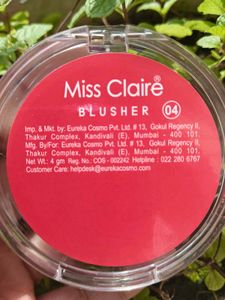 Miss Claire®
BLUSHER 04
Imp. & Mkt. by: Eureka Cosmo Pvt. Ltd. # 13, Gokul Regency II,
Thakur Complex, Kandivali (E), Mumbai - 400 101.
Mfg. By/For: Eureka Cosmo Pvt. Ltd. # 13, Gokul Regency II,
Thakur Complex, Kandivali (E), Mumbai - 400 101.
Net Wt.: 4 gm Reg. No.: COS - 002242 Helpline : 022 280 6767
Customer Care: helpdesk@eurekacosmo.com